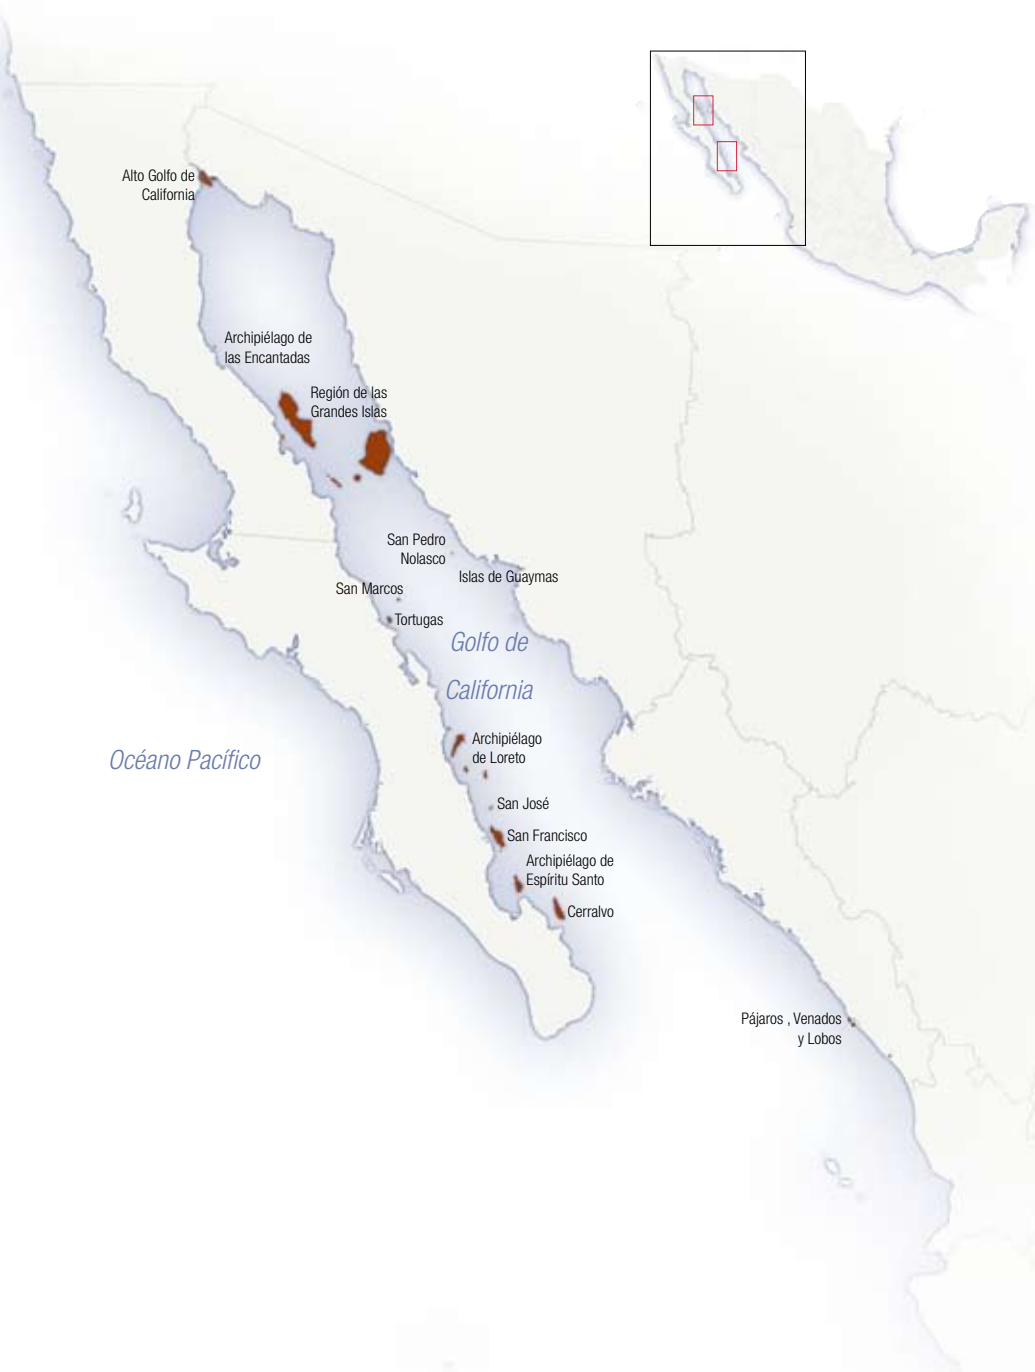 Alto Golfo de
California
Archipiélago de
las Encantadas
Región de las
Grandes Islas
San Pedro
Nolasco
Islas de Guaymas
San Marcos
Tortugas
Golfo de
California
Archipiélago
de Loreto
Océano Pacífico
San José
San Francisco
Archipiélago de
Espíritu Santo
Cerralvo
Pájaros , Venados
y Lobos